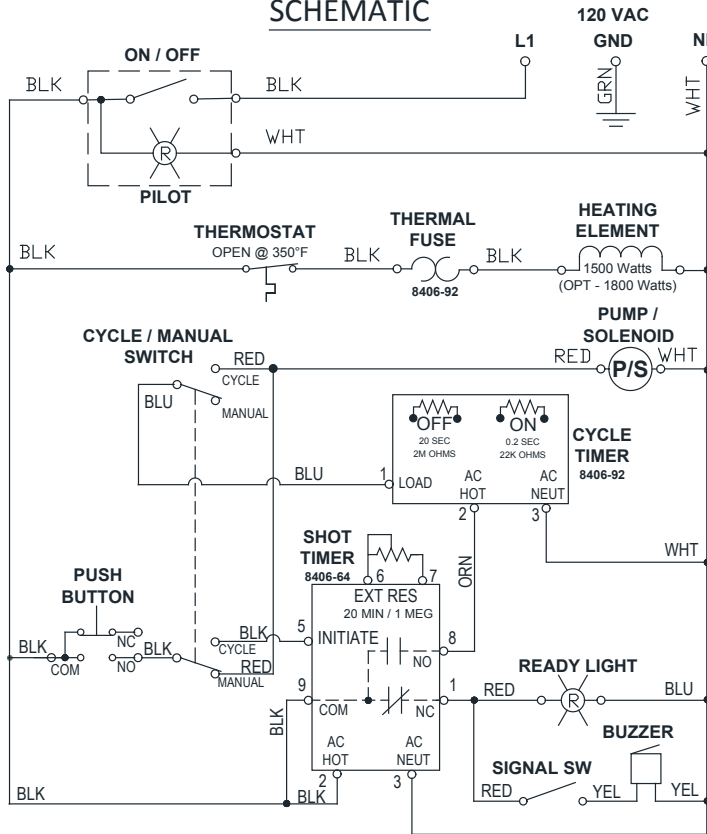 SCHEMATIC
120 VAC
L1
GND
ON / OFF
BLK
BLK
GRN
WHT
WHT
PILOT
R
THERMOSTAT
OPEN @ 350°F
THERMAL
FUSE
8406-92
HEATING
ELEMENT
1500 Watts
(OPT - 1800 Watts)
BLK
BLK
BLK
PUMP /
SOLENOID
CYCLE / MANUAL
SWITCH
RED
CYCLE
MANUAL
BLU
RED
P/S
WHT
OFF
20 SEC
2M OHMS
ON
0.2 SEC
22K OHMS
CYCLE
TIMER
8406-92
BLU
1
LOAD
AC
HOT
2
AC
NEUT
3
ORN
WHT
SHOT
TIMER
8406-64
6
7
EXT RES
20 MIN / 1 MEG
PUSH
BUTTON
BLK
COM
NC
NO
BLK
BLK
CYCLE
RED
MANUAL
5
INITIATE
8
NO
9
COM
1
NC
BLK
AC
HOT
2
AC
NEUT
3
READY LIGHT
RED
R
BLU
BUZZER
SIGNAL SW
RED
YEL
YEL
BLK
BLK